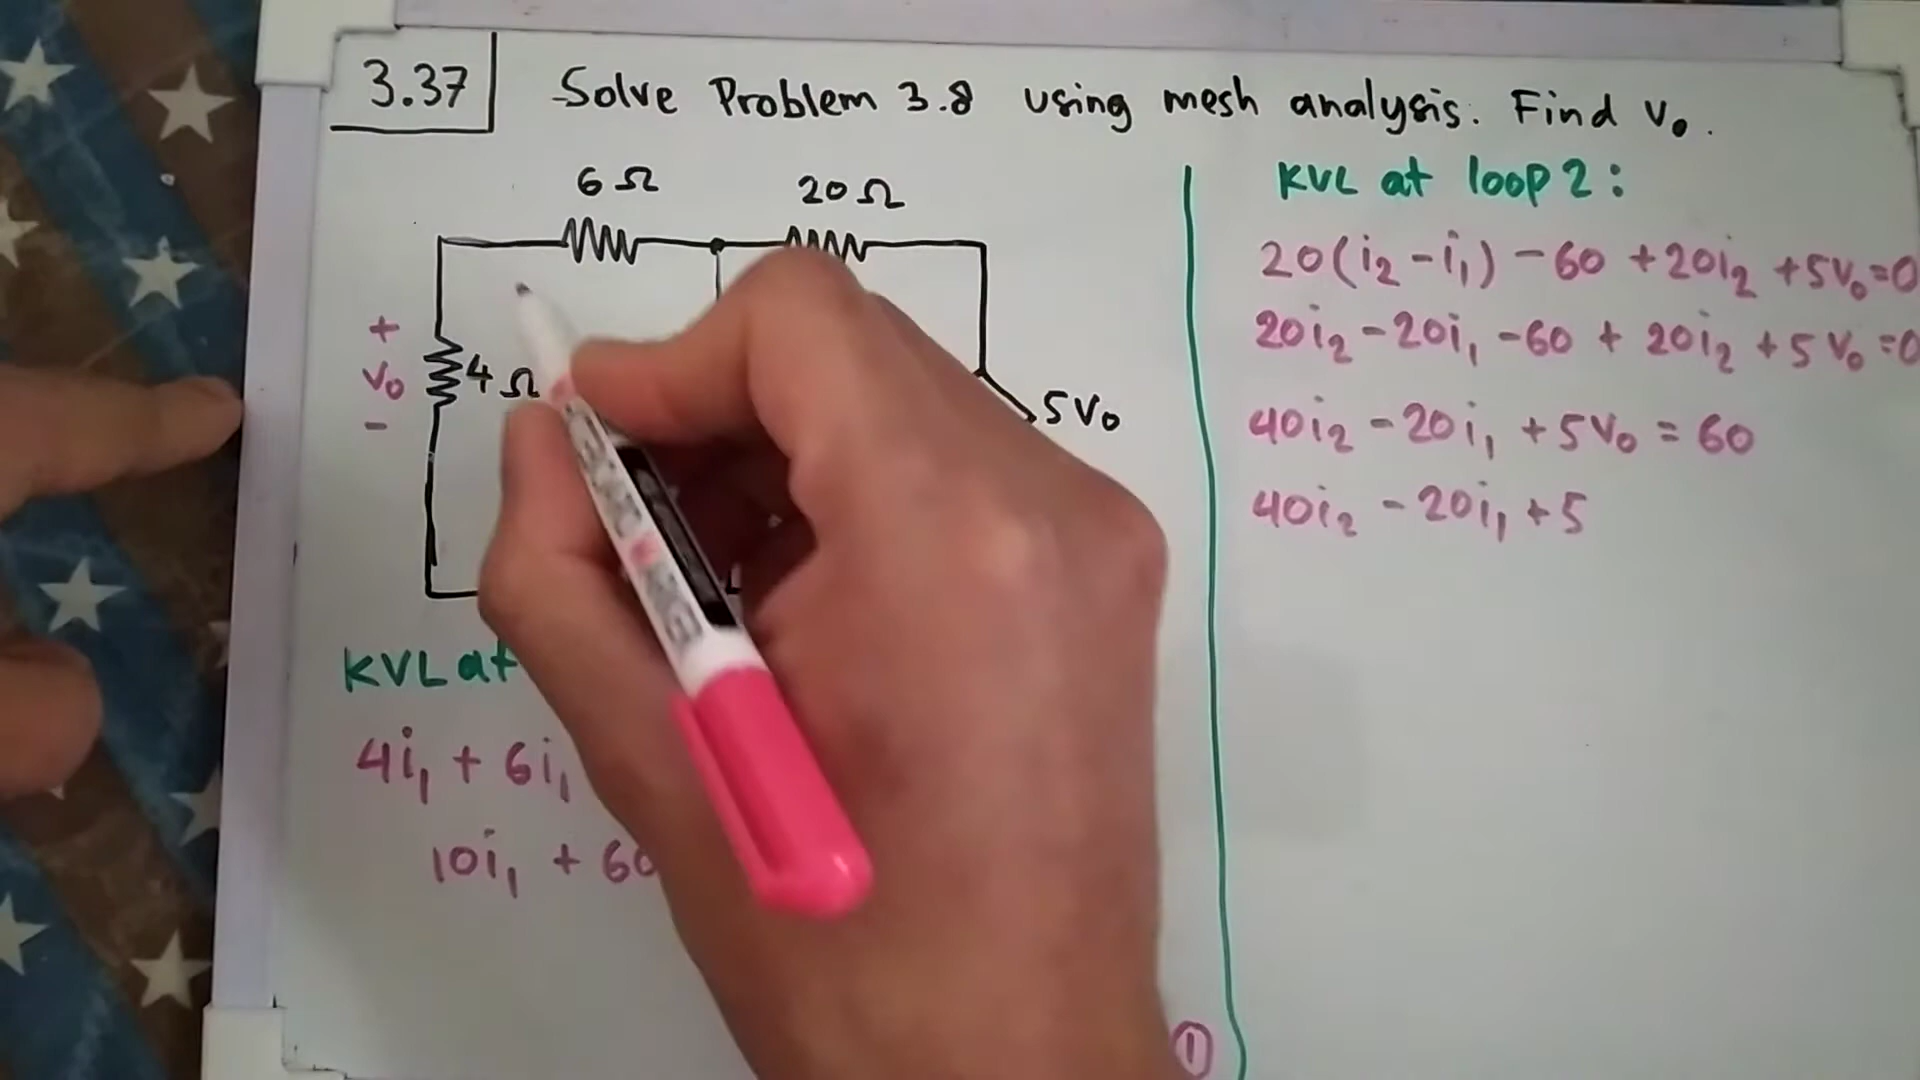 3.37 Solve Problem 3.8 using mesh analysis. Find v₀.
6 Ω
20 Ω
+
V₀
-
4 Ω
5V₀
KVL at
4i₁ + 6i₁
10i₁ + 60
①
KVL at loop 2:
20(i₂ - i₁) - 60 + 20i₂ + 5V₀ = 0
20i₂ - 20i₁ - 60 + 20i₂ + 5V₀ = 0
40i₂ - 20i₁ + 5V₀ = 60
40i₂ - 20i₁ + 5